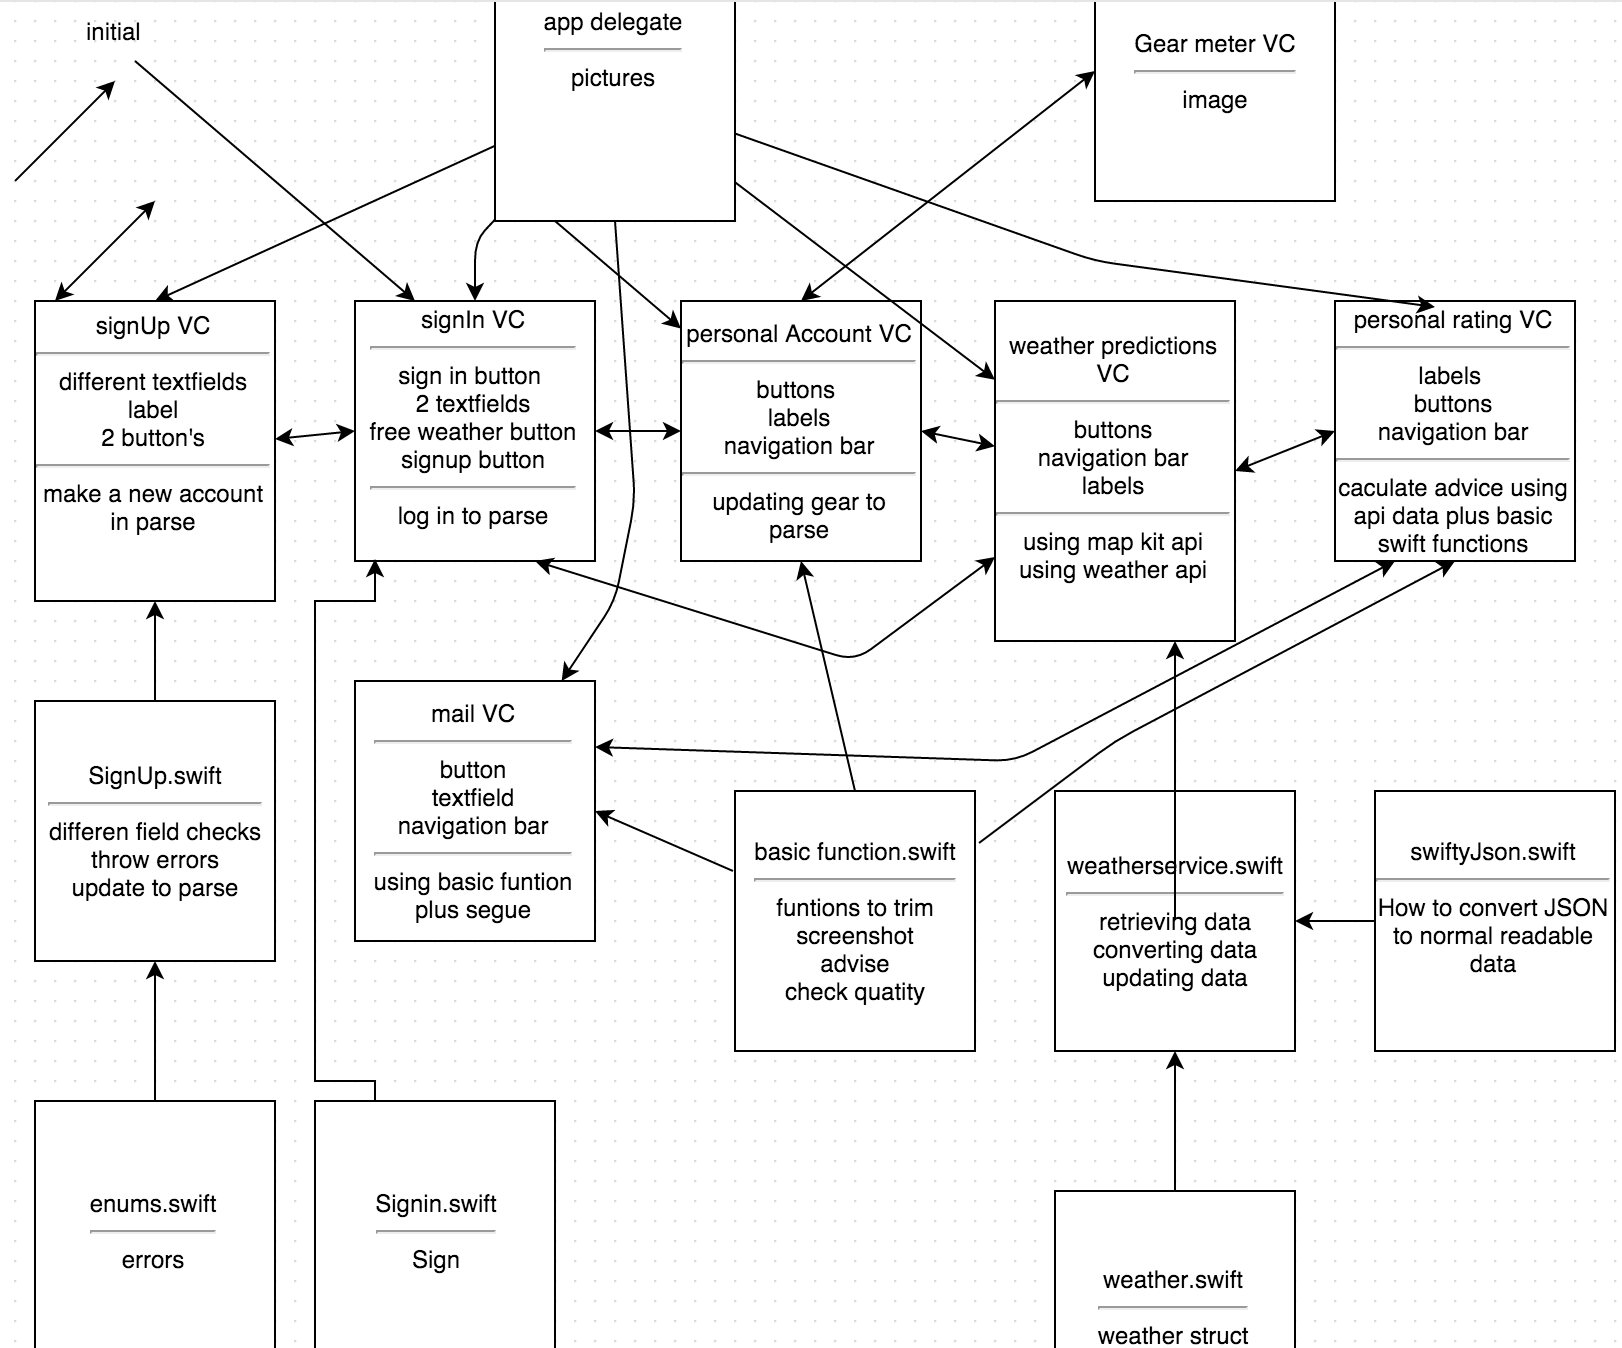 initial
app delegate
pictures
Gear meter VC
image
signUp VC
different textfields
label
2 button's
make a new account
in parse
signIn VC
sign in button
2 textfields
free weather button
signup button
log in to parse
personal Account VC
buttons
labels
navigation bar
updating gear to
parse
weather predictions
VC
buttons
navigation bar
labels
using map kit api
using weather api
personal rating VC
labels
buttons
navigation bar
caculate advice using
api data plus basic
swift functions
SignUp.swift
differen field checks
throw errors
update to parse
mail VC
button
textfield
navigation bar
using basic funtion
plus segue
basic function.swift
funtions to trim
screenshot
advise
check quatity
weatherservice.swift
retrieving data
converting data
updating data
swiftyJson.swift
How to convert JSON
to normal readable
data
enums.swift
errors
Signin.swift
Sign
weather.swift
weather struct